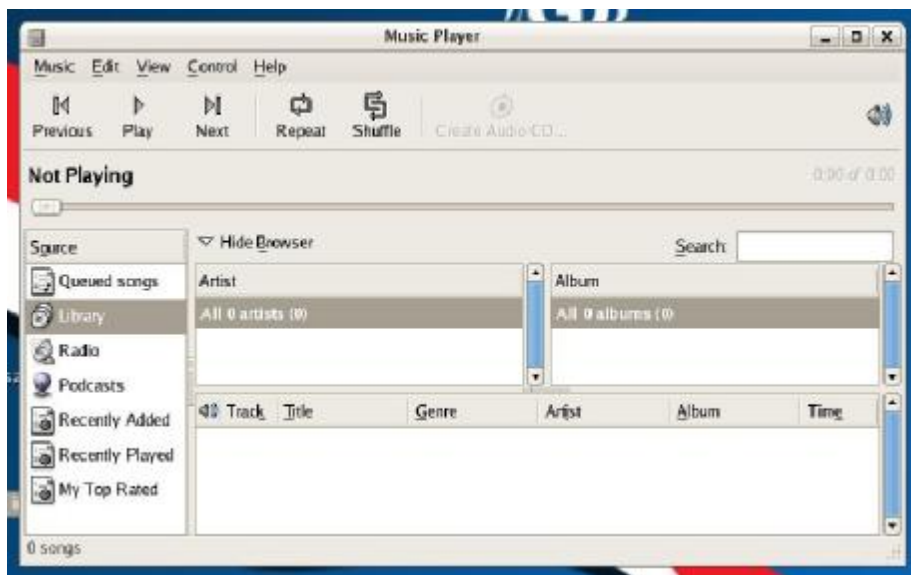 Music Player
Music Edit View Control Help
Previous Play Next Repeat Shuffle Create Audio CD...
Not Playing
0:00 of 0:00
Source
Hide Browser
Search:
Queued songs
Library
Radio
Podcasts
Recently Added
Recently Played
My Top Rated
Artist
All 0 artists (0)
Album
All 0 albums (0)
Track Title Genre Artist Album Time
0 songs